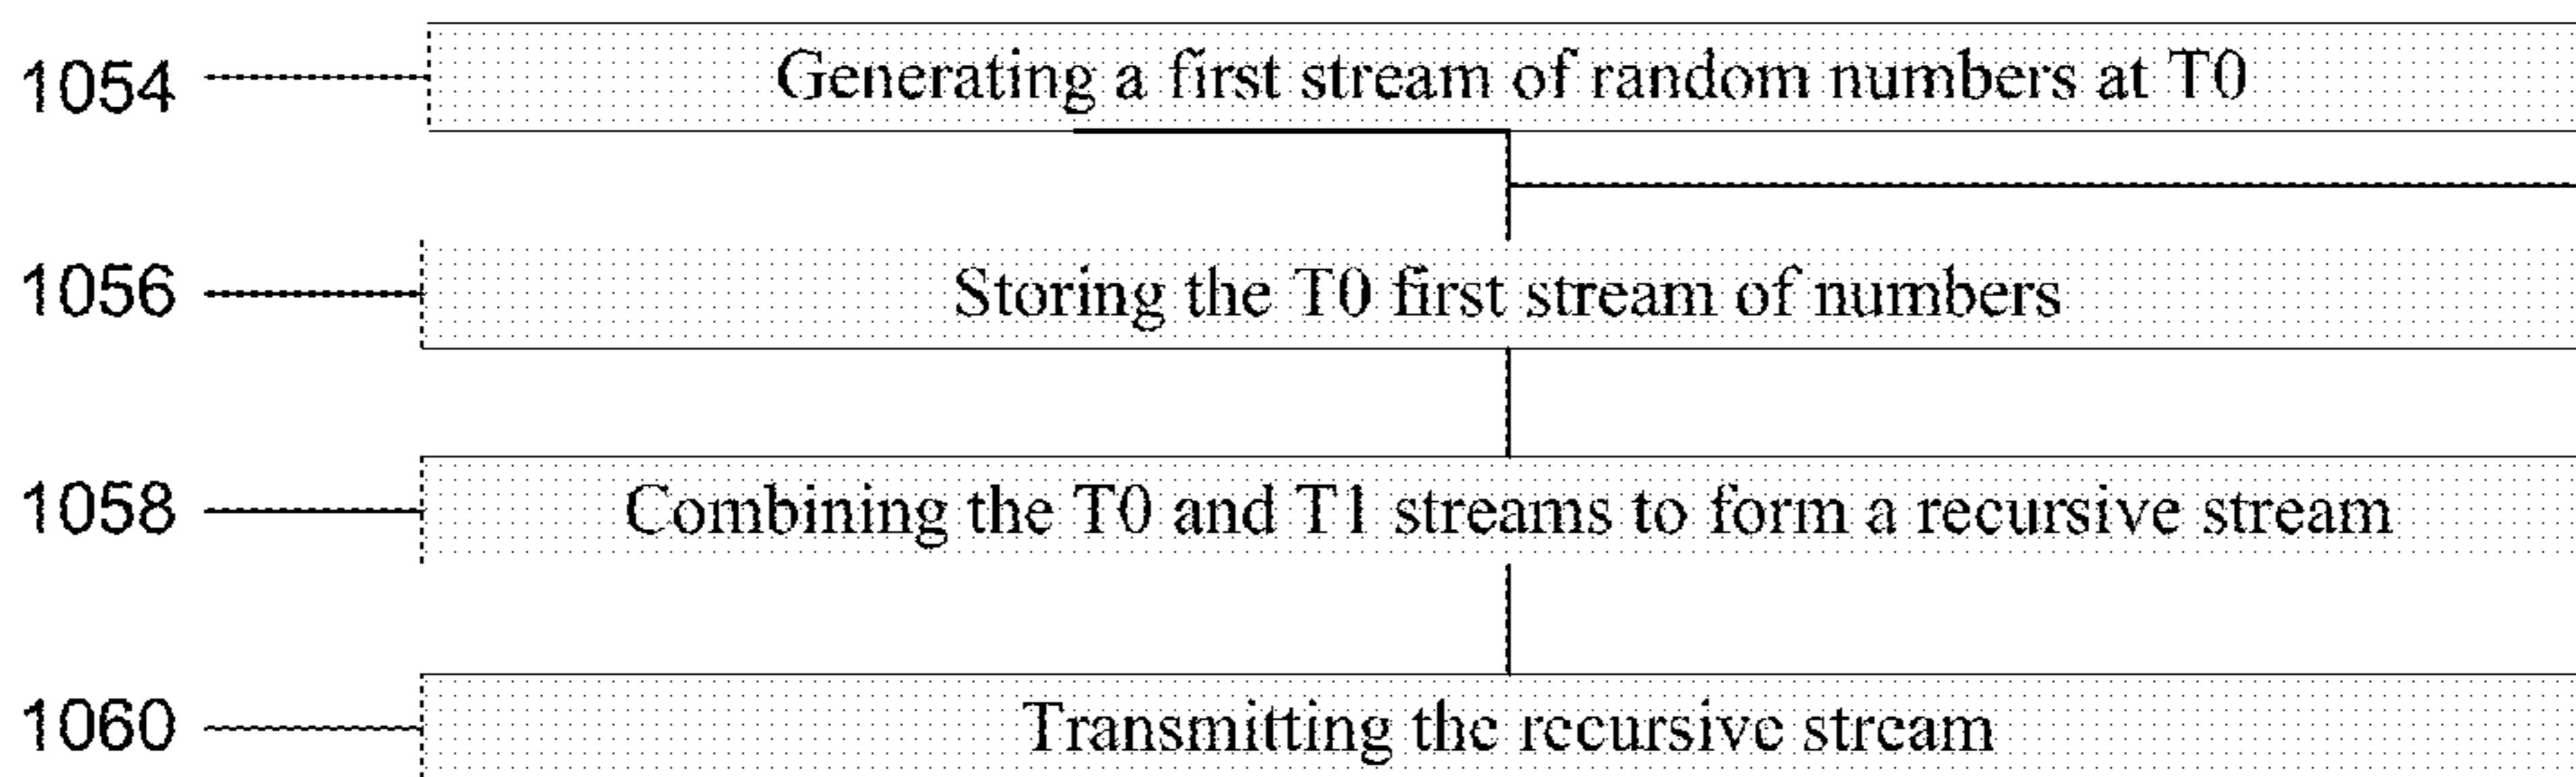 1054 Generating a first stream of random numbers at T0
1056 Storing the T0 first stream of numbers
1058 Combining the T0 and T1 streams to form a recursive stream
1060 Transmitting the recursive stream